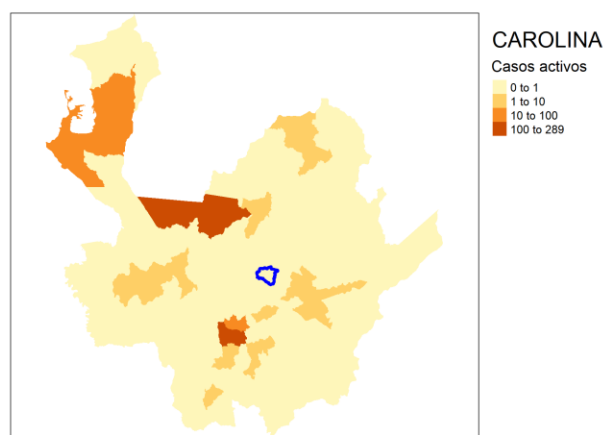 CAROLINA
Casos activos
0 to 1
1 to 10
10 to 100
100 to 289